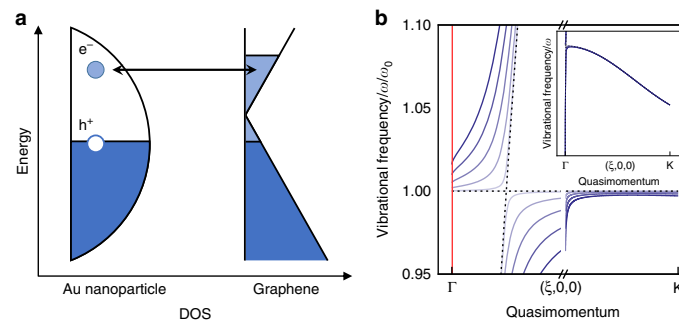 a
e⁻
h⁺
Energy
Au nanoparticle
Graphene
DOS
b
1.10
1.05
1.00
0.95
Vibrational frequency/ω/ω₀
Γ
(ξ,0,0)
K
Quasimomentum
Vibrational frequency/ω
Γ
(ξ,0,0)
K
Quasimomentum